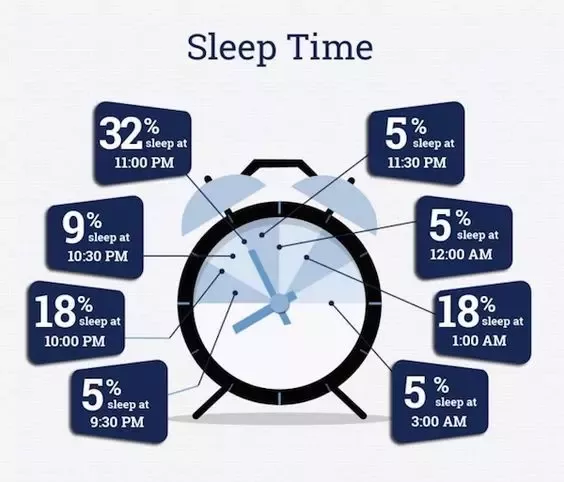 Sleep Time
32%
sleep at
11:00 PM
5%
sleep at
11:30 PM
9%
sleep at
10:30 PM
5%
sleep at
12:00 AM
18%
sleep at
10:00 PM
18%
sleep at
1:00 AM
5%
sleep at
9:30 PM
5%
sleep at
3:00 AM